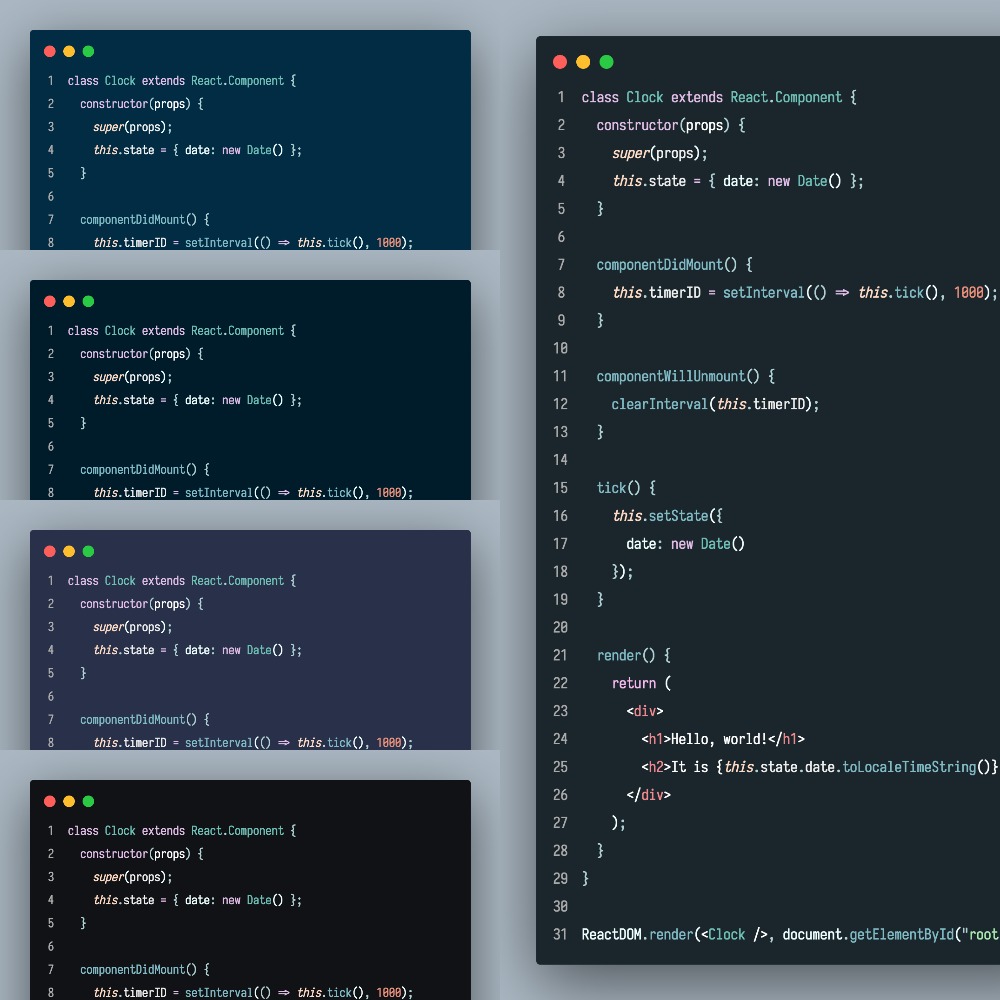 1 class Clock extends React.Component {
2 constructor(props) {
3 super(props);
4 this.state = { date: new Date() };
5 }
6
7 componentDidMount() {
8 this.timerID = setInterval(() => this.tick(), 1000);
1 class Clock extends React.Component {
2 constructor(props) {
3 super(props);
4 this.state = { date: new Date() };
5 }
6
7 componentDidMount() {
8 this.timerID = setInterval(() => this.tick(), 1000);
1 class Clock extends React.Component {
2 constructor(props) {
3 super(props);
4 this.state = { date: new Date() };
5 }
6
7 componentDidMount() {
8 this.timerID = setInterval(() => this.tick(), 1000);
1 class Clock extends React.Component {
2 constructor(props) {
3 super(props);
4 this.state = { date: new Date() };
5 }
6
7 componentDidMount() {
8 this.timerID = setInterval(() => this.tick(), 1000);
1 class Clock extends React.Component {
2 constructor(props) {
3 super(props);
4 this.state = { date: new Date() };
5 }
6
7 componentDidMount() {
8 this.timerID = setInterval(() => this.tick(), 1000);
9 }
10
11 componentWillUnmount() {
12 clearInterval(this.timerID);
13 }
14
15 tick() {
16 this.setState({
17 date: new Date()
18 });
19 }
20
21 render() {
22 return (
23 <div>
24 <h1>Hello, world!</h1>
25 <h2>It is {this.state.date.toLocaleTimeString()}
26 </div>
27 );
28 }
29 }
30
31 ReactDOM.render(<Clock />, document.getElementById("root